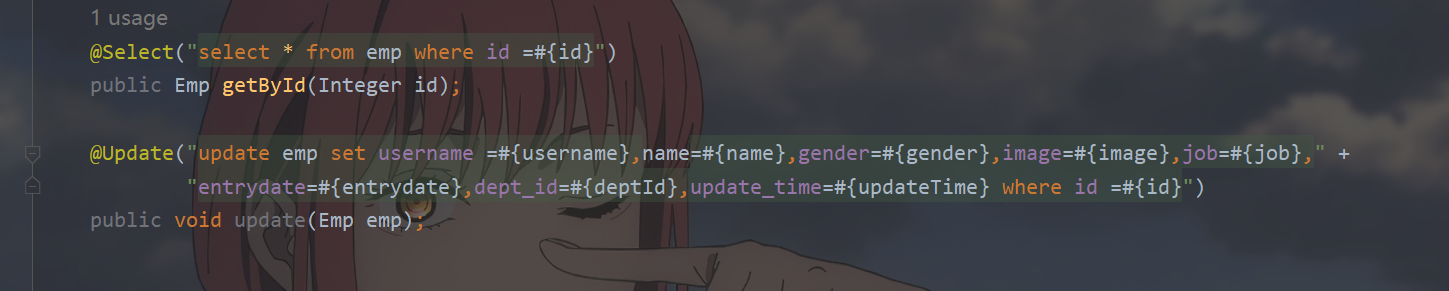 1 usage
@Select("select * from emp where id =#{id}")
public Emp getById(Integer id);
@Update("update emp set username =#{username},name=#{name},gender=#{gender},image=#{image},job=#{job}," +
"entrydate=#{entrydate},dept_id=#{deptId},update_time=#{updateTime} where id =#{id}")
public void update(Emp emp);